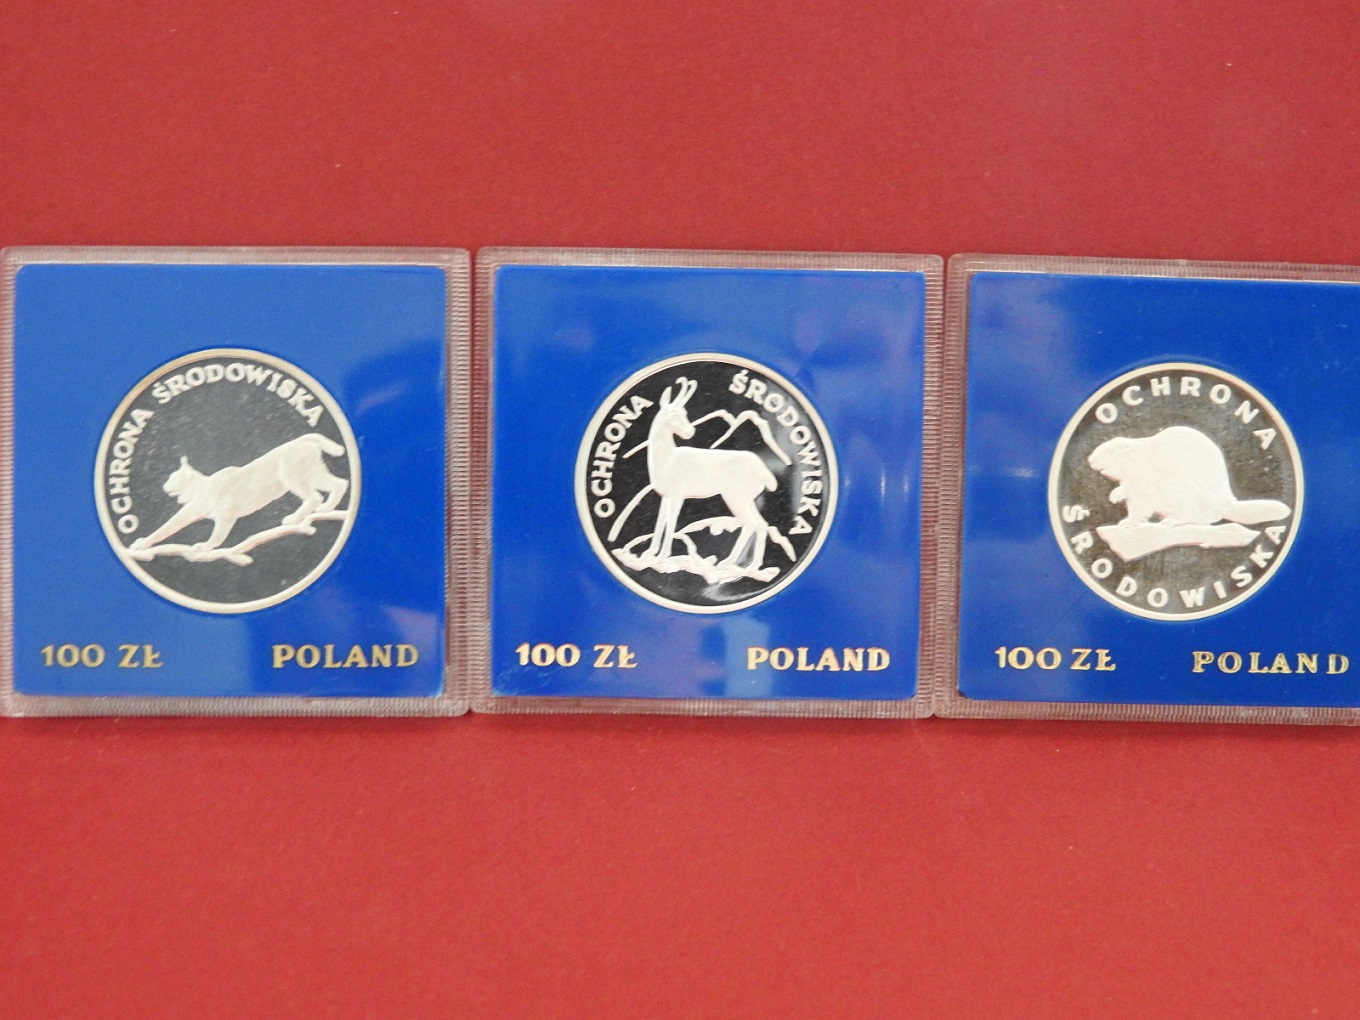 OCHRONA ŚRODOWISKA
100 ZŁ POLAND
OCHRONA ŚRODOWISKA
100 ZŁ POLAND
OCHRONA
ŚRODOWISKA
100 ZŁ POLAND